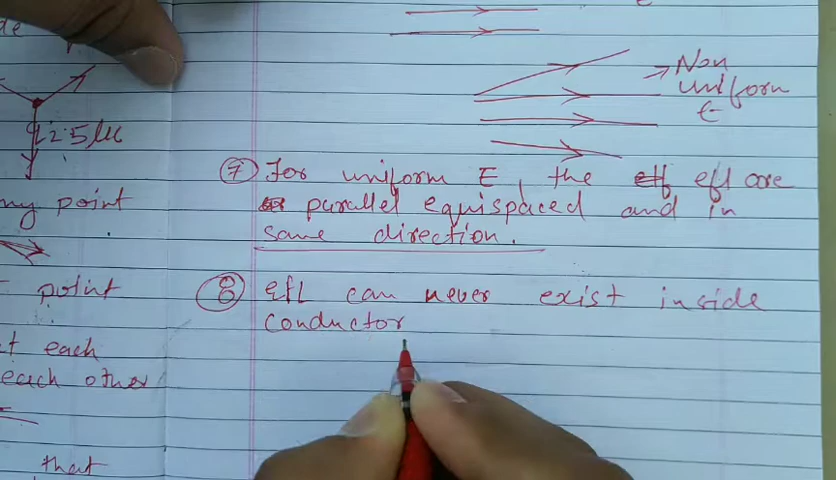 de
12.5 μC
my point
point
t each
each other
that
Non
uniform
E
7 For uniform E, the efl are
parallel equispaced and in
same direction.
8 efl can never exist inside
conductor